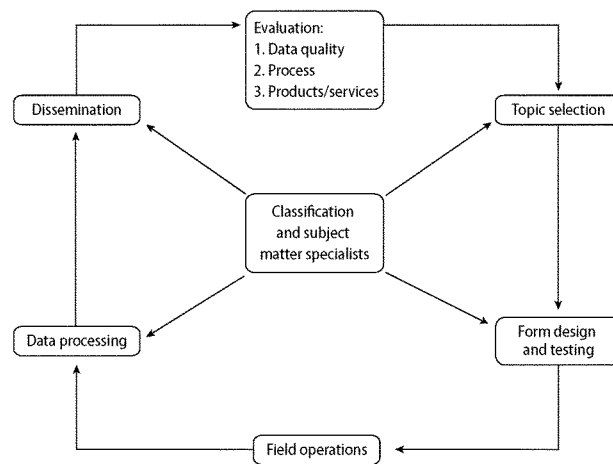 Evaluation:
1. Data quality
2. Process
3. Products/services
Dissemination
Topic selection
Classification
and subject
matter specialists
Data processing
Form design
and testing
Field operations